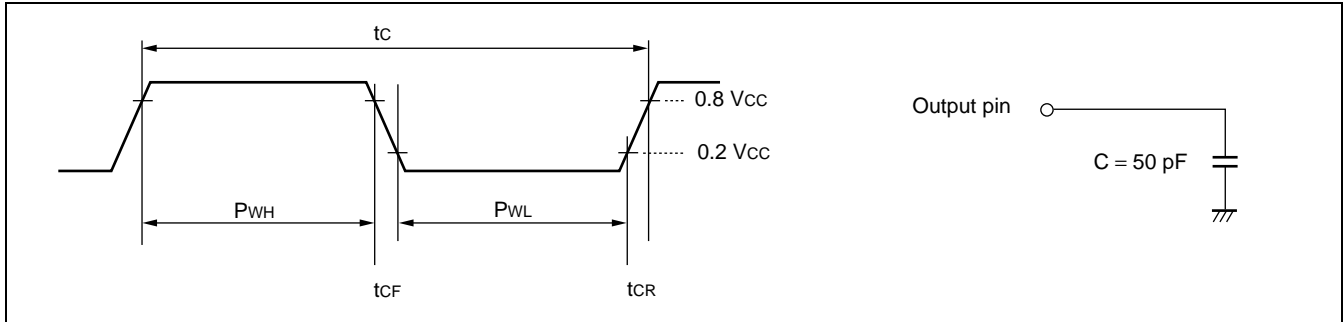 tC
0.8 VCC
0.2 VCC
PWH
PWL
tCF
tCR
Output pin
C = 50 pF